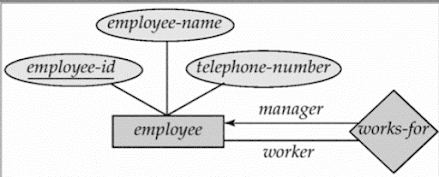 employee-name
employee-id
telephone-number
manager
employee
works-for
worker